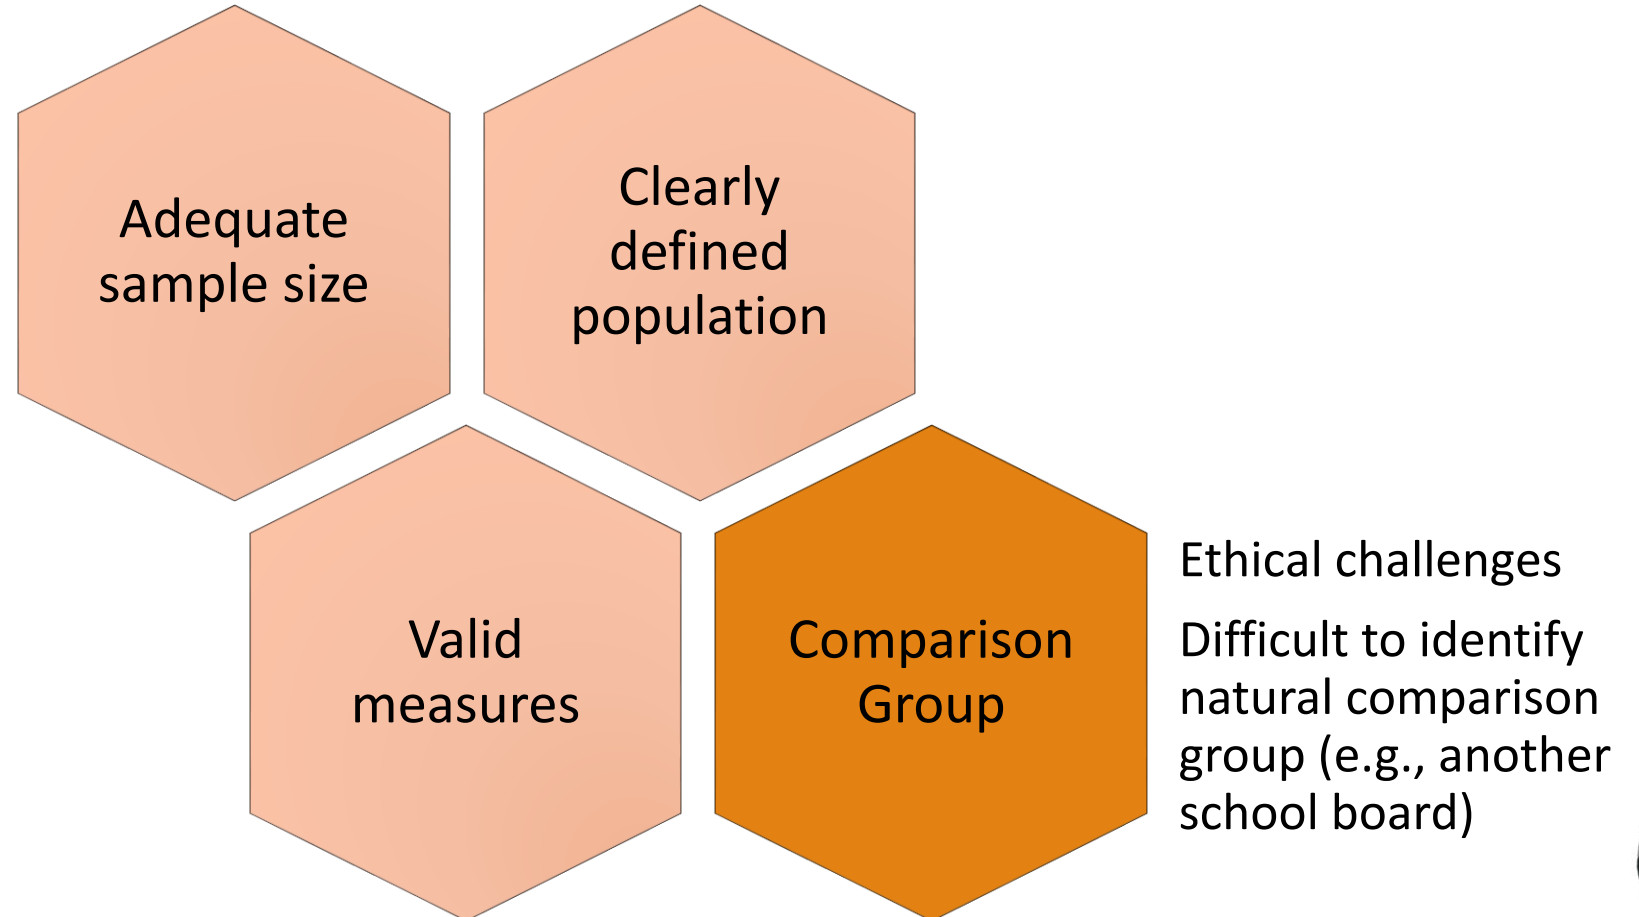 Adequate
sample size
Clearly
defined
population
Valid
measures
Comparison
Group
Ethical challenges
Difficult to identify
natural comparison
group (e.g., another
school board)